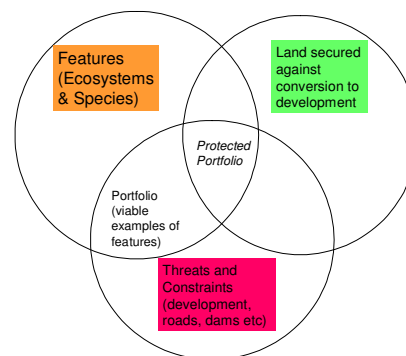 Features
(Ecosystems
& Species)
Land secured
against
conversion to
development
Protected
Portfolio
Portfolio
(viable
examples of
features)
Threats and
Constraints
(development,
roads, dams etc)